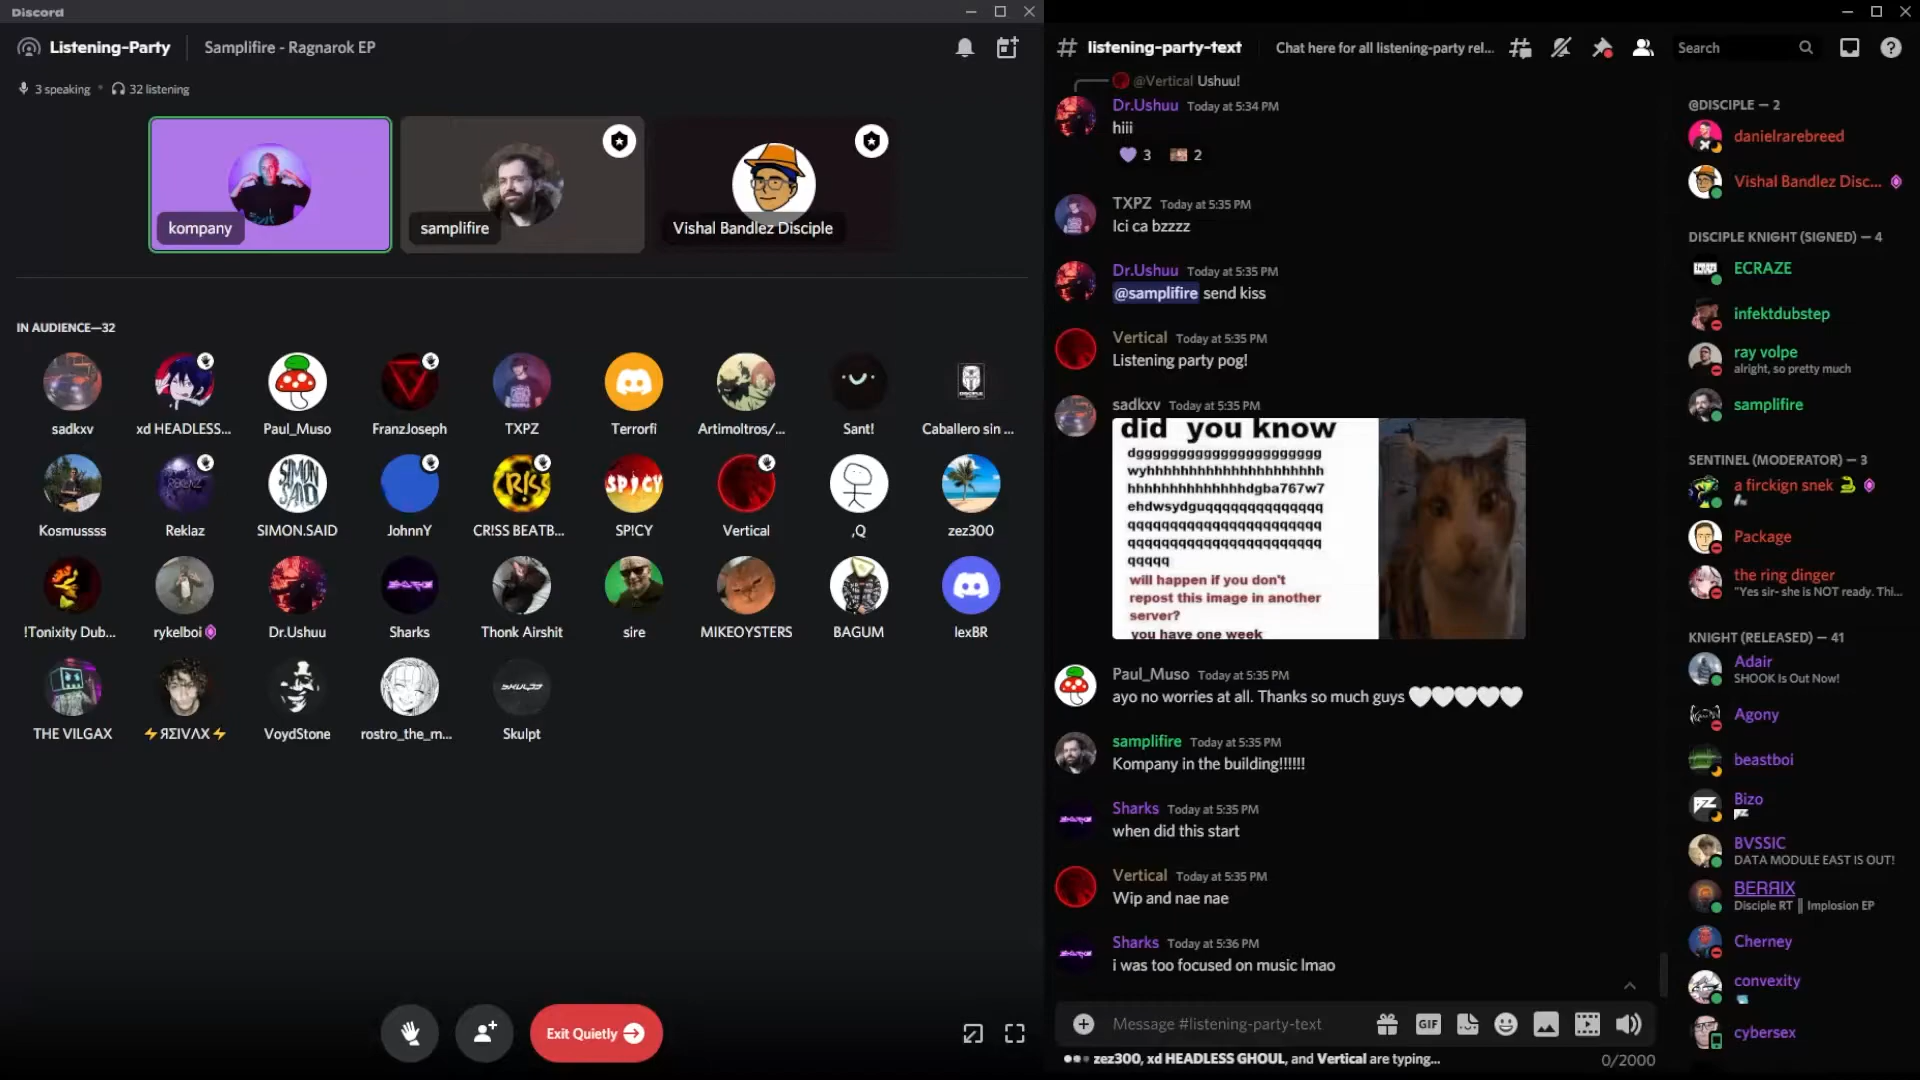 Discord
Listening-Party
Samplifire - Ragnarok EP
3 speaking
32 listening
kompany
samplifire
Vishal Bandlez Disciple
IN AUDIENCE—32
sadkxv
xd HEADLESS...
Paul_Muso
FranzJoseph
TXPZ
Terrorfi
Artimoltros/...
Sant!
Caballero sin ...
Kosmussss
Reklaz
SIMON.SAID
JohnnY
CR!SS BEATB...
SP!CY
Vertical
,Q
zez300
!Tonixity Dub...
rykelboi
Dr.Ushuu
Sharks
Thonk Airshit
sire
MIKEOYSTERS
BAGUM
lexBR
THE VILGAX
⚡ЯΣIVΛX⚡
VoydStone
rostro_the_m...
Skulpt
SIMON
SAID
CRISS
SPICY
Exit Quietly
# listening-party-text
Chat here for all listening-party rel...
Search
@Vertical Ushuu!
Dr.Ushuu Today at 5:34 PM
hiii
3
2
TXPZ Today at 5:35 PM
Ici ca bzzzz
Dr.Ushuu Today at 5:35 PM
@samplifire send kiss
Vertical Today at 5:35 PM
Listening party pog!
sadkxv Today at 5:35 PM
did you know
dggggggggggggggggggggg
wyhhhhhhhhhhhhhhhhhhhh
hhhhhhhhhhhhhhdgba767w7
ehdwsydguqqqqqqqqqqqqq
qqqqqqqqqqqqqqqqqqqqqq
qqqqqqqqqqqqqqqqqqqqqq
qqqqq
will happen if you don't
repost this image in another
server?
you have one week
Paul_Muso Today at 5:35 PM
ayo no worries at all. Thanks so much guys 🤍🤍🤍🤍🤍
samplifire Today at 5:35 PM
Kompany in the building!!!!!!
Sharks Today at 5:35 PM
when did this start
Vertical Today at 5:35 PM
Wip and nae nae
Sharks Today at 5:36 PM
i was too focused on music lmao
Message #listening-party-text
GIF
zez300, xd HEADLESS GHOUL, and Vertical are typing...
0/2000
@DISCIPLE — 2
danielrarebreed
Vishal Bandlez Disc...
DISCIPLE KNIGHT (SIGNED) — 4
ECRAZE
infektdubstep
ray volpe
alright, so pretty much
samplifire
SENTINEL (MODERATOR) — 3
a firckign snek
Package
the ring dinger
"Yes sir- she is NOT ready. Thi...
KNIGHT (RELEASED) — 41
Adair
SHOOK Is Out Now!
Agony
beastboi
Bizo
BVSSIC
DATA MODULE EAST IS OUT!
BERЯIX
Disciple RT ║ Implosion EP
Cherney
convexity
cybersex